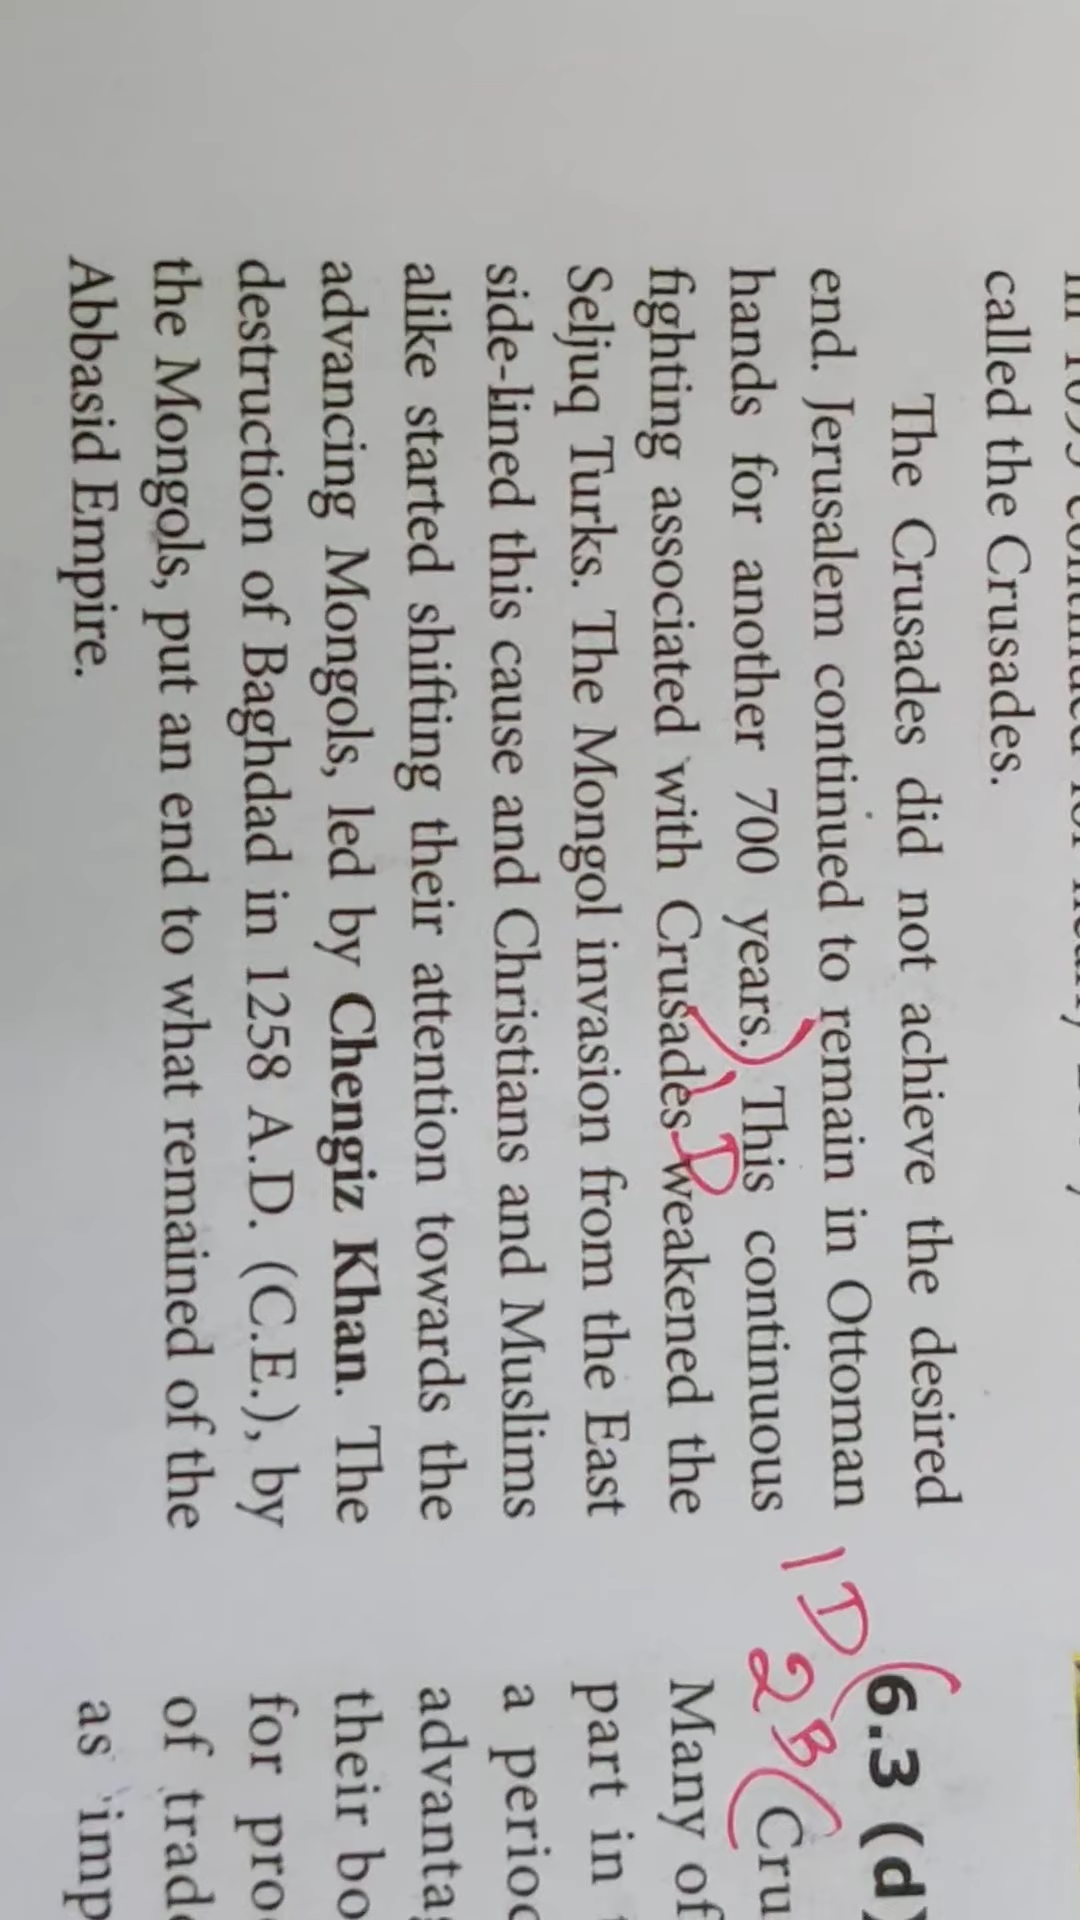 called the Crusades.
The Crusades did not achieve the desired
end. Jerusalem continued to remain in Ottoman
hands for another 700 years. This continuous
fighting associated with Crusades weakened the
Seljuq Turks. The Mongol invasion from the East
side-lined this cause and Christians and Muslims
alike started shifting their attention towards the
advancing Mongols, led by Chengiz Khan. The
destruction of Baghdad in 1258 A.D. (C.E.), by
the Mongols, put an end to what remained of the
Abbasid Empire.
D
1D
2B
6.3 (d)
Cru
Many of
part in
a period
advanta
their bo
for pro
of trad
as imp